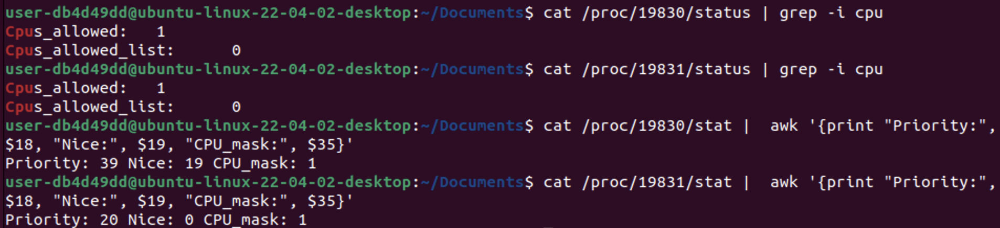 user-db4d49dd@ubuntu-linux-22-04-02-desktop:~/Documents$ cat /proc/19830/status | grep -i cpu
Cpus_allowed:   1
Cpus_allowed_list:      0
user-db4d49dd@ubuntu-linux-22-04-02-desktop:~/Documents$ cat /proc/19831/status | grep -i cpu
Cpus_allowed:   1
Cpus_allowed_list:      0
user-db4d49dd@ubuntu-linux-22-04-02-desktop:~/Documents$ cat /proc/19830/stat |  awk '{print "Priority:",
$18, "Nice:", $19, "CPU_mask:", $35}'
Priority: 39 Nice: 19 CPU_mask: 1
user-db4d49dd@ubuntu-linux-22-04-02-desktop:~/Documents$ cat /proc/19831/stat |  awk '{print "Priority:",
$18, "Nice:", $19, "CPU_mask:", $35}'
Priority: 20 Nice: 0 CPU_mask: 1